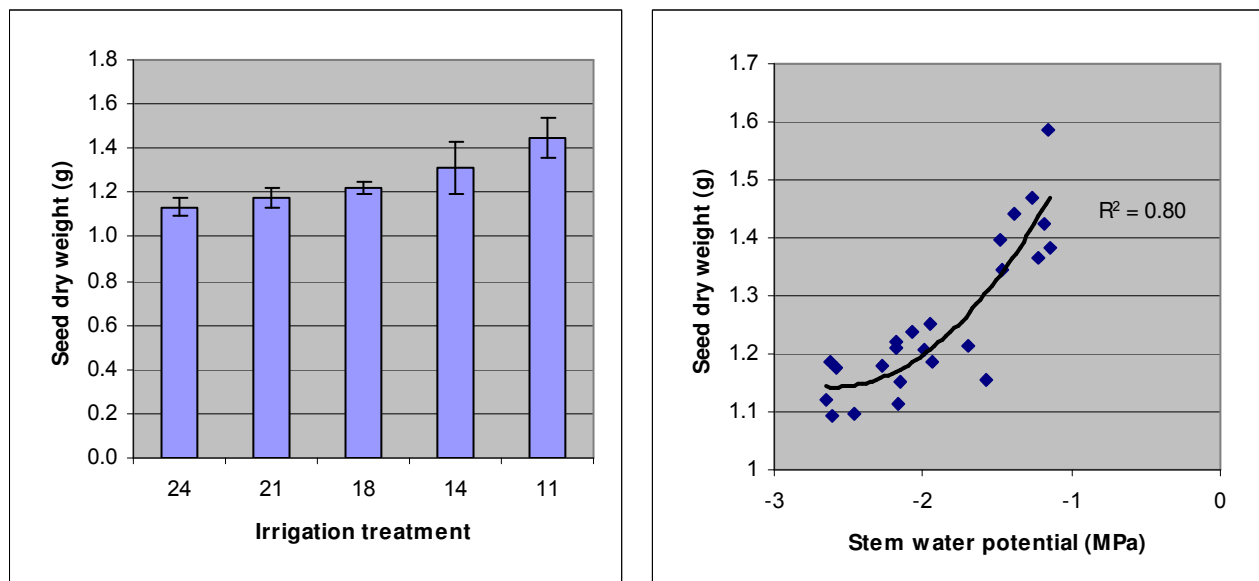 1.8
1.6
1.4
1.2
1.0
0.8
0.6
0.4
0.2
0.0
Seed dry weight (g)
24 21 18 14 11
Irrigation treatment
1.7
1.6
1.5
1.4
1.3
1.2
1.1
1
Seed dry weight (g)
R² = 0.80
-3 -2 -1 0
Stem water potential (MPa)